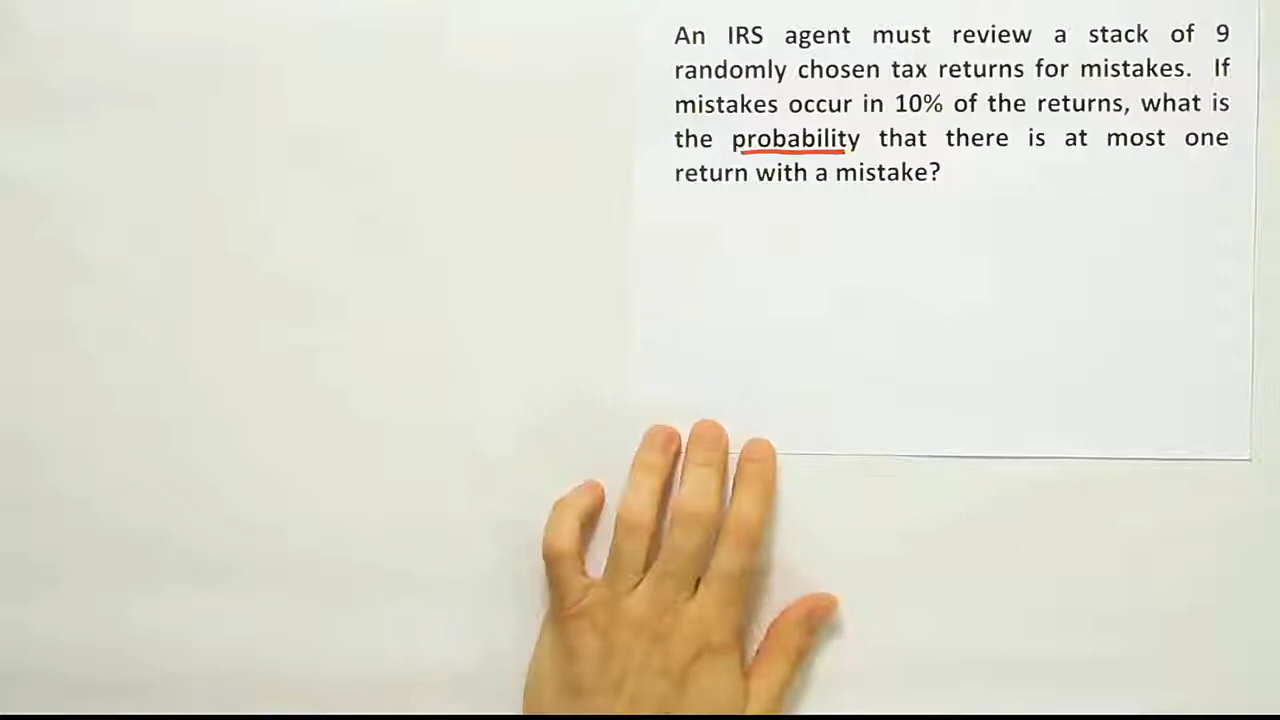 An IRS agent must review a stack of 9
randomly chosen tax returns for mistakes. If
mistakes occur in 10% of the returns, what is
the probability that there is at most one
return with a mistake?